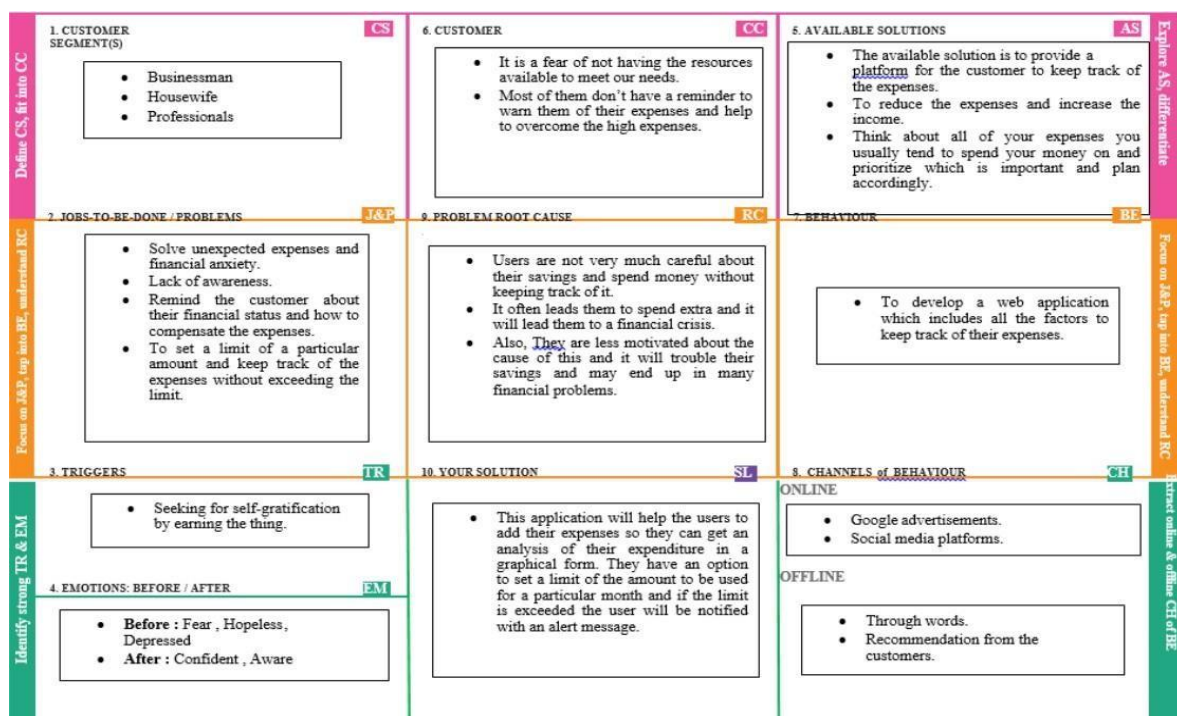 Define CS, fit into CC
1. CUSTOMER
SEGMENT(S)
CS
• Businessman
• Housewife
• Professionals
6. CUSTOMER
CC
• It is a fear of not having the resources
available to meet our needs.
• Most of them don’t have a reminder to
warn them of their expenses and help
to overcome the high expenses.
5. AVAILABLE SOLUTIONS
AS
• The available solution is to provide a
platform for the customer to keep track of
the expenses.
• To reduce the expenses and increase the
income.
• Think about all of your expenses you
usually tend to spend your money on and
prioritize which is important and plan
accordingly.
Explore AS, differentiate
Focus on J&P, tap into BE, understand RC
2. JOBS-TO-BE-DONE / PROBLEMS
J&P
• Solve unexpected expenses and
financial anxiety.
• Lack of awareness.
• Remind the customer about
their financial status and how to
compensate the expenses.
• To set a limit of a particular
amount and keep track of the
expenses without exceeding the
limit.
9. PROBLEM ROOT CAUSE
RC
• Users are not very much careful about
their savings and spend money without
keeping track of it.
• It often leads them to spend extra and it
will lead them to a financial crisis.
• Also, They are less motivated about the
cause of this and it will trouble their
savings and may end up in many
financial problems.
7. BEHAVIOUR
BE
• To develop a web application
which includes all the factors to
keep track of their expenses.
Focus on J&P, tap into BE, understand RC
Identify strong TR & EM
3. TRIGGERS
TR
• Seeking for self-gratification
by earning the thing.
4. EMOTIONS: BEFORE / AFTER
EM
• Before : Fear , Hopeless ,
Depressed
• After : Confident , Aware
10. YOUR SOLUTION
SL
• This application will help the users to
add their expenses so they can get an
analysis of their expenditure in a
graphical form. They have an option
to set a limit of the amount to be used
for a particular month and if the limit
is exceeded the user will be notified
with an alert message.
8. CHANNELS of BEHAVIOUR
CH
ONLINE
• Google advertisements.
• Social media platforms.
OFFLINE
• Through words.
• Recommendation from the
customers.
Extract online & offline CH of BE